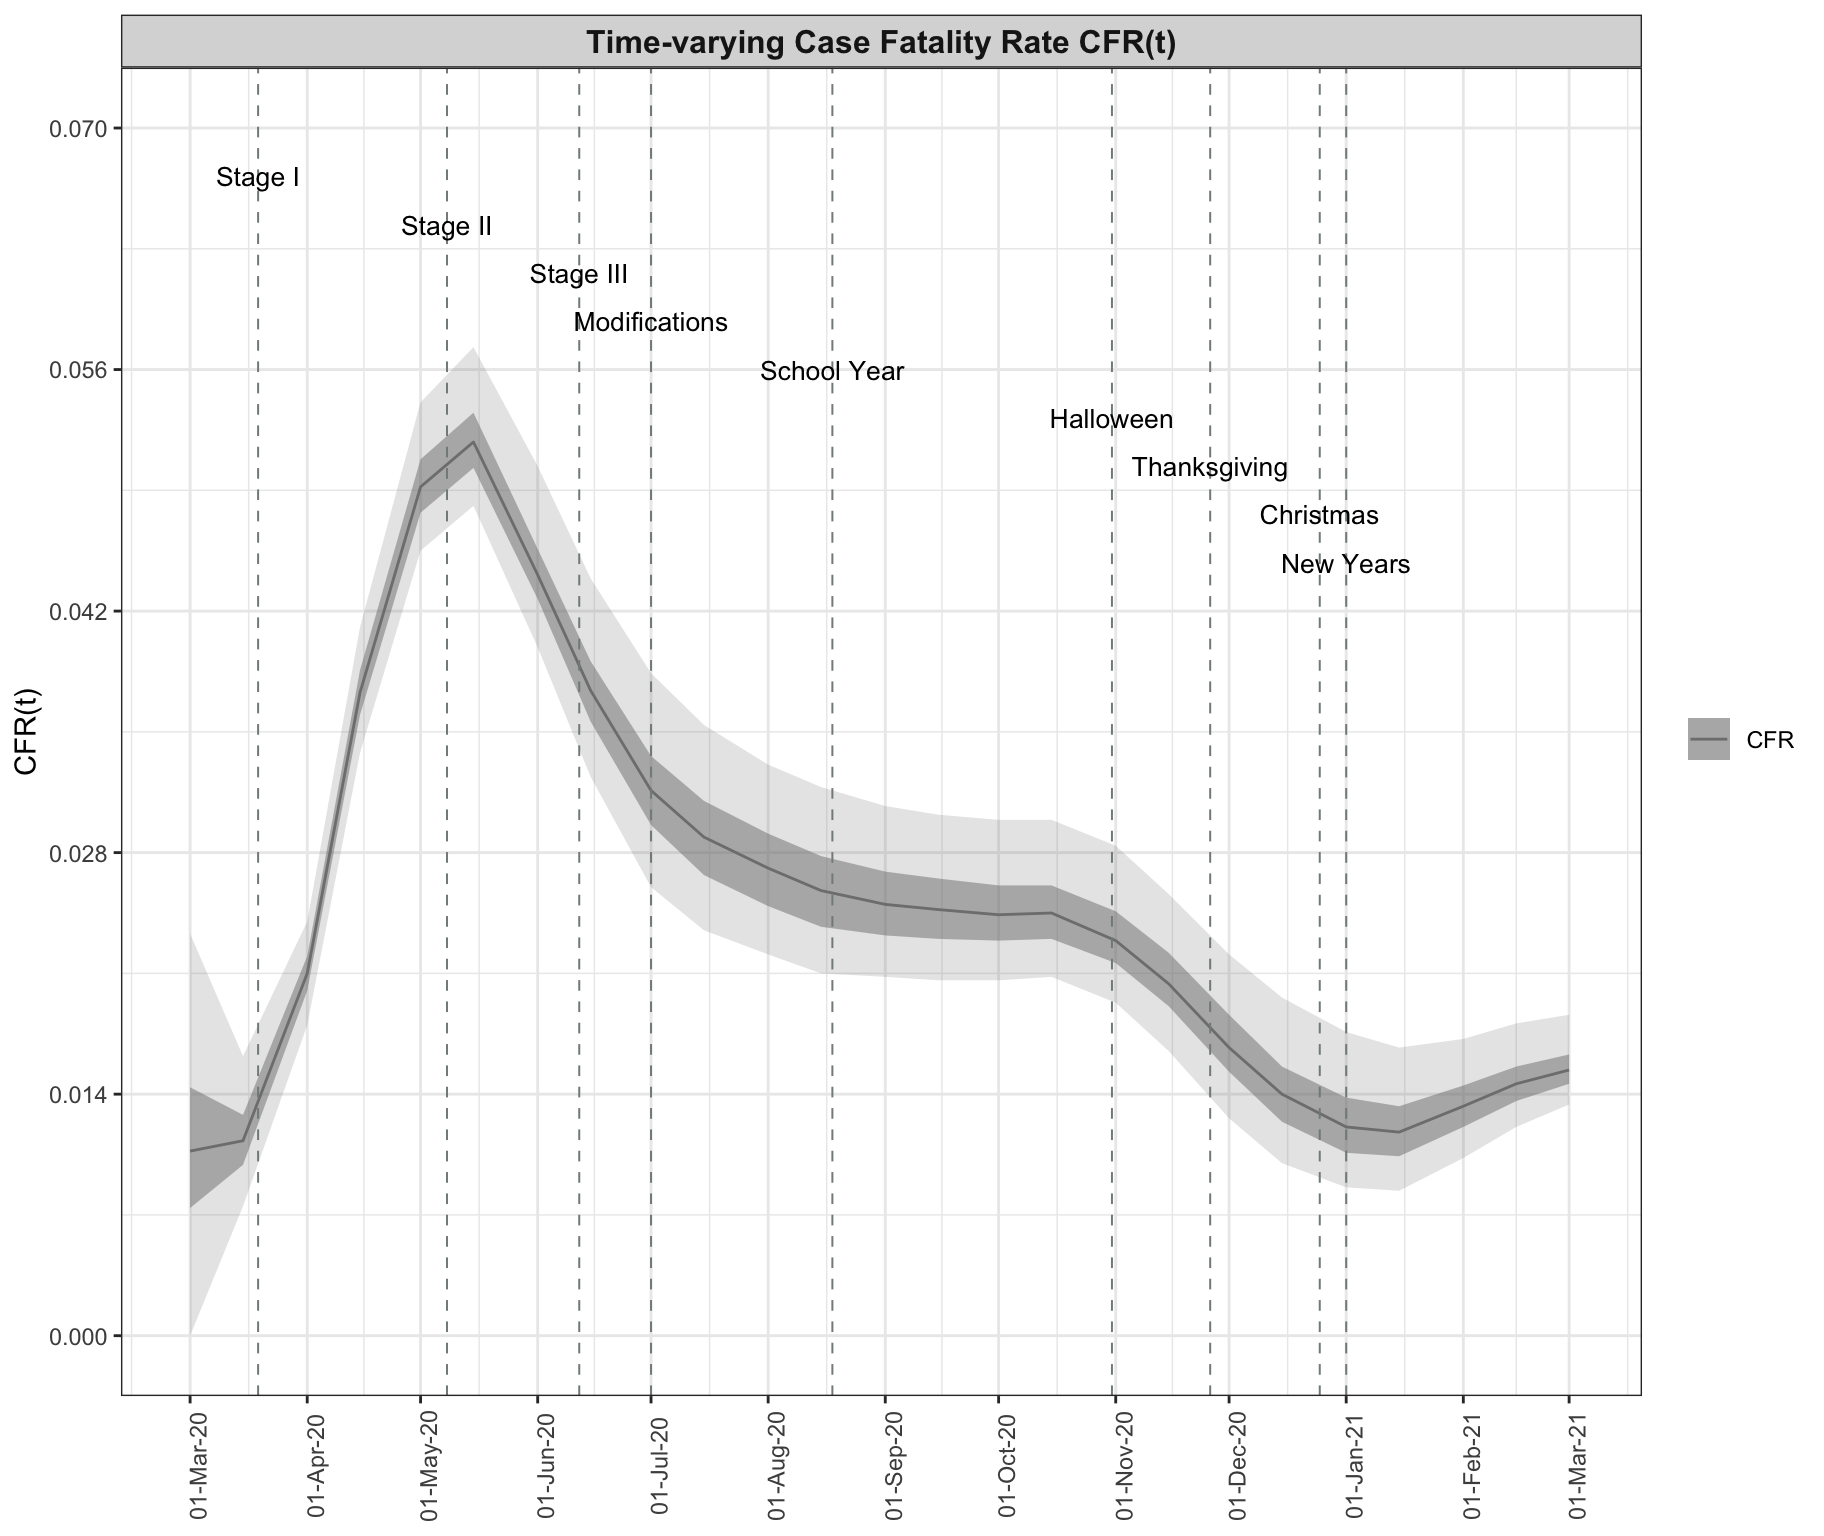 Time-varying Case Fatality Rate CFR(t)
0.070
Stage I
Stage II
Stage III
Modifications
0.056
School Year
Halloween
Thanksgiving
Christmas
New Years
0.042
CFR(t)
CFR
0.028
0.014
0.000
01-Mar-20
01-Apr-20
01-May-20
01-Jun-20
01-Jul-20
01-Aug-20
01-Sep-20
01-Oct-20
01-Nov-20
01-Dec-20
01-Jan-21
01-Feb-21
01-Mar-21